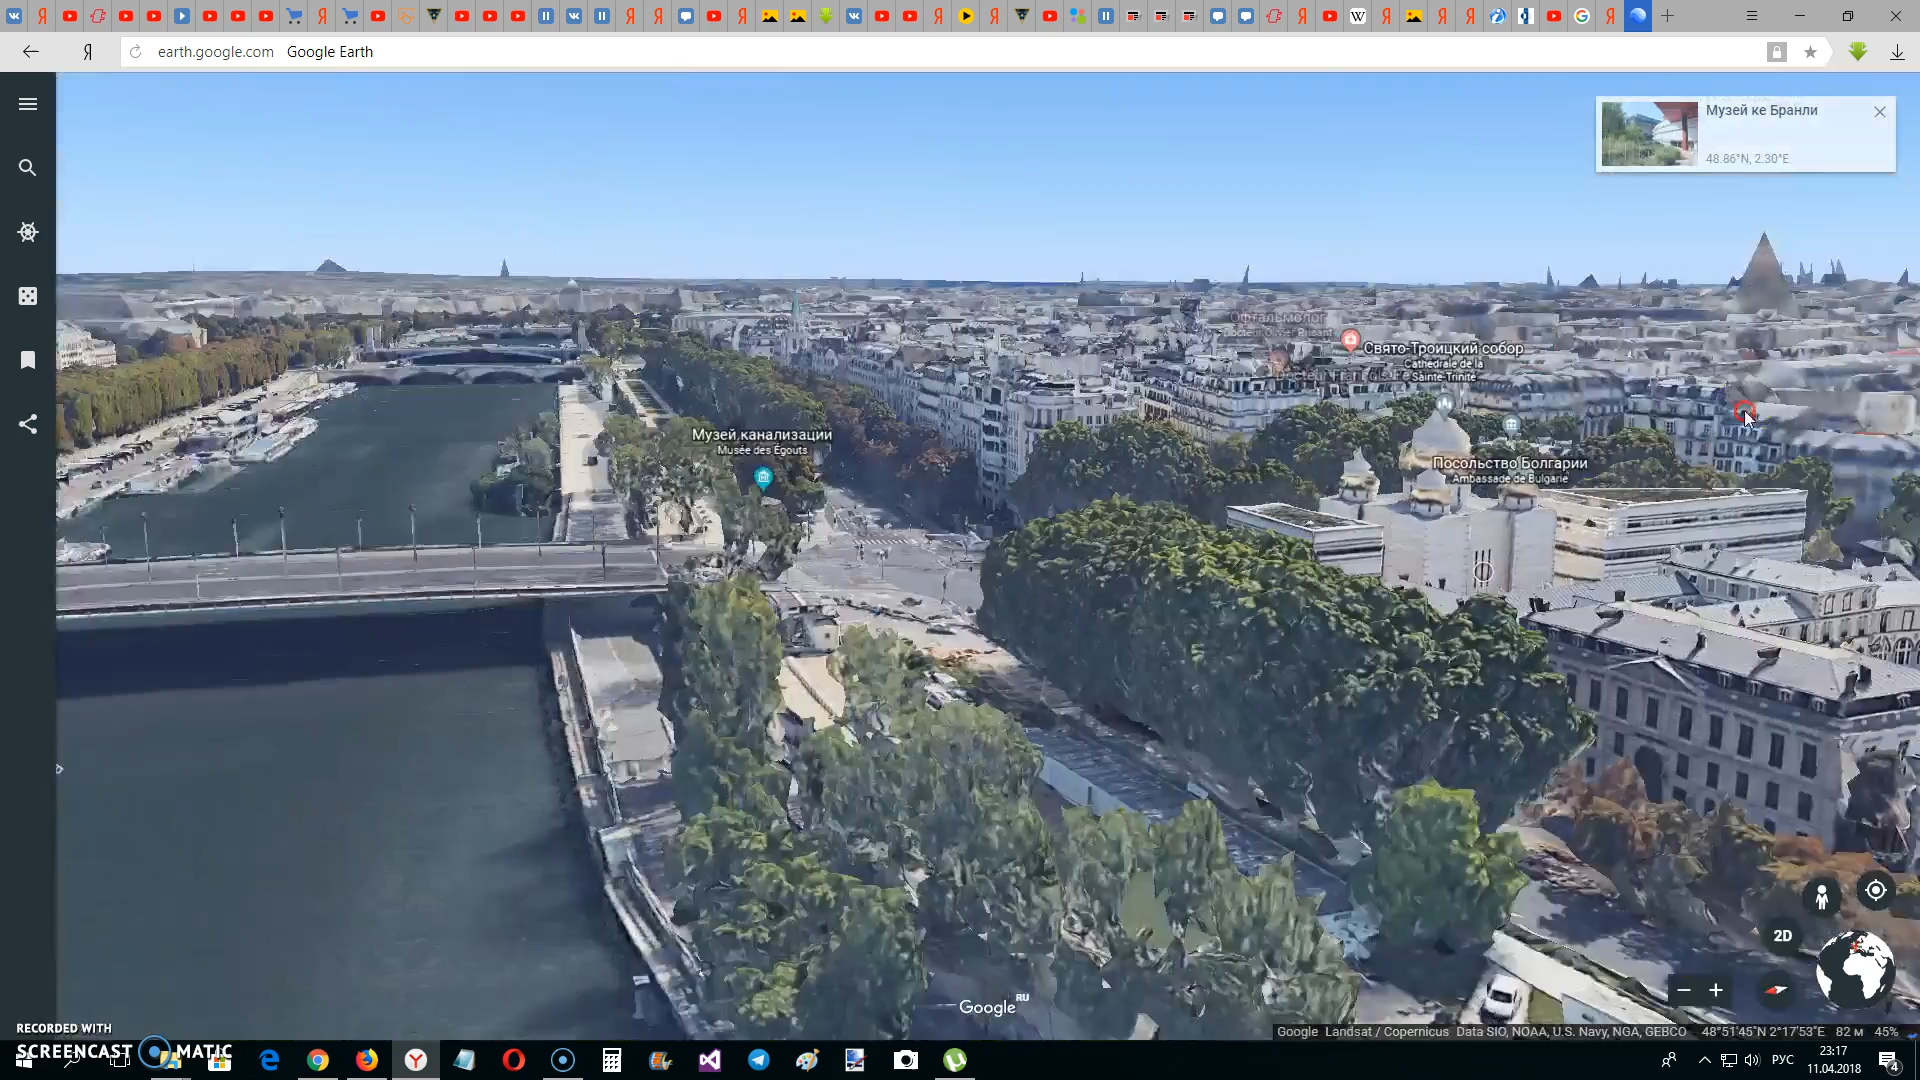 earth.google.com Google Earth
Музей ке Бранли
48.86°N, 2.30°E
Офтальмолог
Свято-Троицкий собор
Cathédrale de la
Sainte-Trinité
Музей канализации
Musée des Égouts
Посольство Болгарии
Ambassade de Bulgarie
2D
Google RU
RECORDED WITH
SCREENCAST MATIC
Google Landsat / Copernicus Data SIO, NOAA, U.S. Navy, NGA, GEBCO 48°51'45"N 2°17'53"E 82 м 45%
РУС
23:17
11.04.2018
4